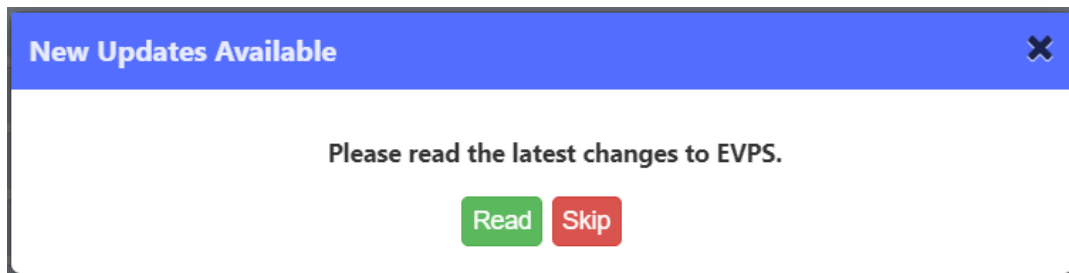 New Updates Available
Please read the latest changes to EVPS.
Read Skip